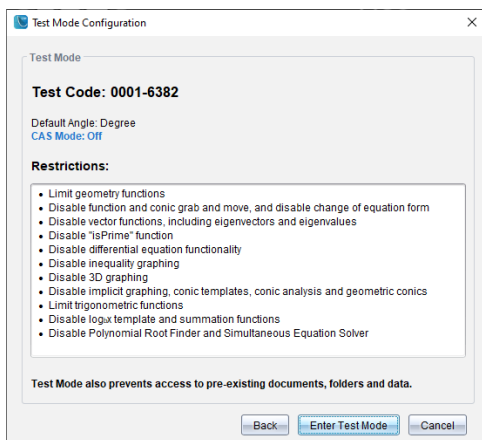 Test Mode Configuration
Test Mode
Test Code: 0001-6382
Default Angle: Degree
CAS Mode: Off
Restrictions:
• Limit geometry functions
• Disable function and conic grab and move, and disable change of equation form
• Disable vector functions, including eigenvectors and eigenvalues
• Disable "isPrime" function
• Disable differential equation functionality
• Disable inequality graphing
• Disable 3D graphing
• Disable implicit graphing, conic templates, conic analysis and geometric conics
• Limit trigonometric functions
• Disable logbx template and summation functions
• Disable Polynomial Root Finder and Simultaneous Equation Solver
Test Mode also prevents access to pre-existing documents, folders and data.
Back Enter Test Mode Cancel